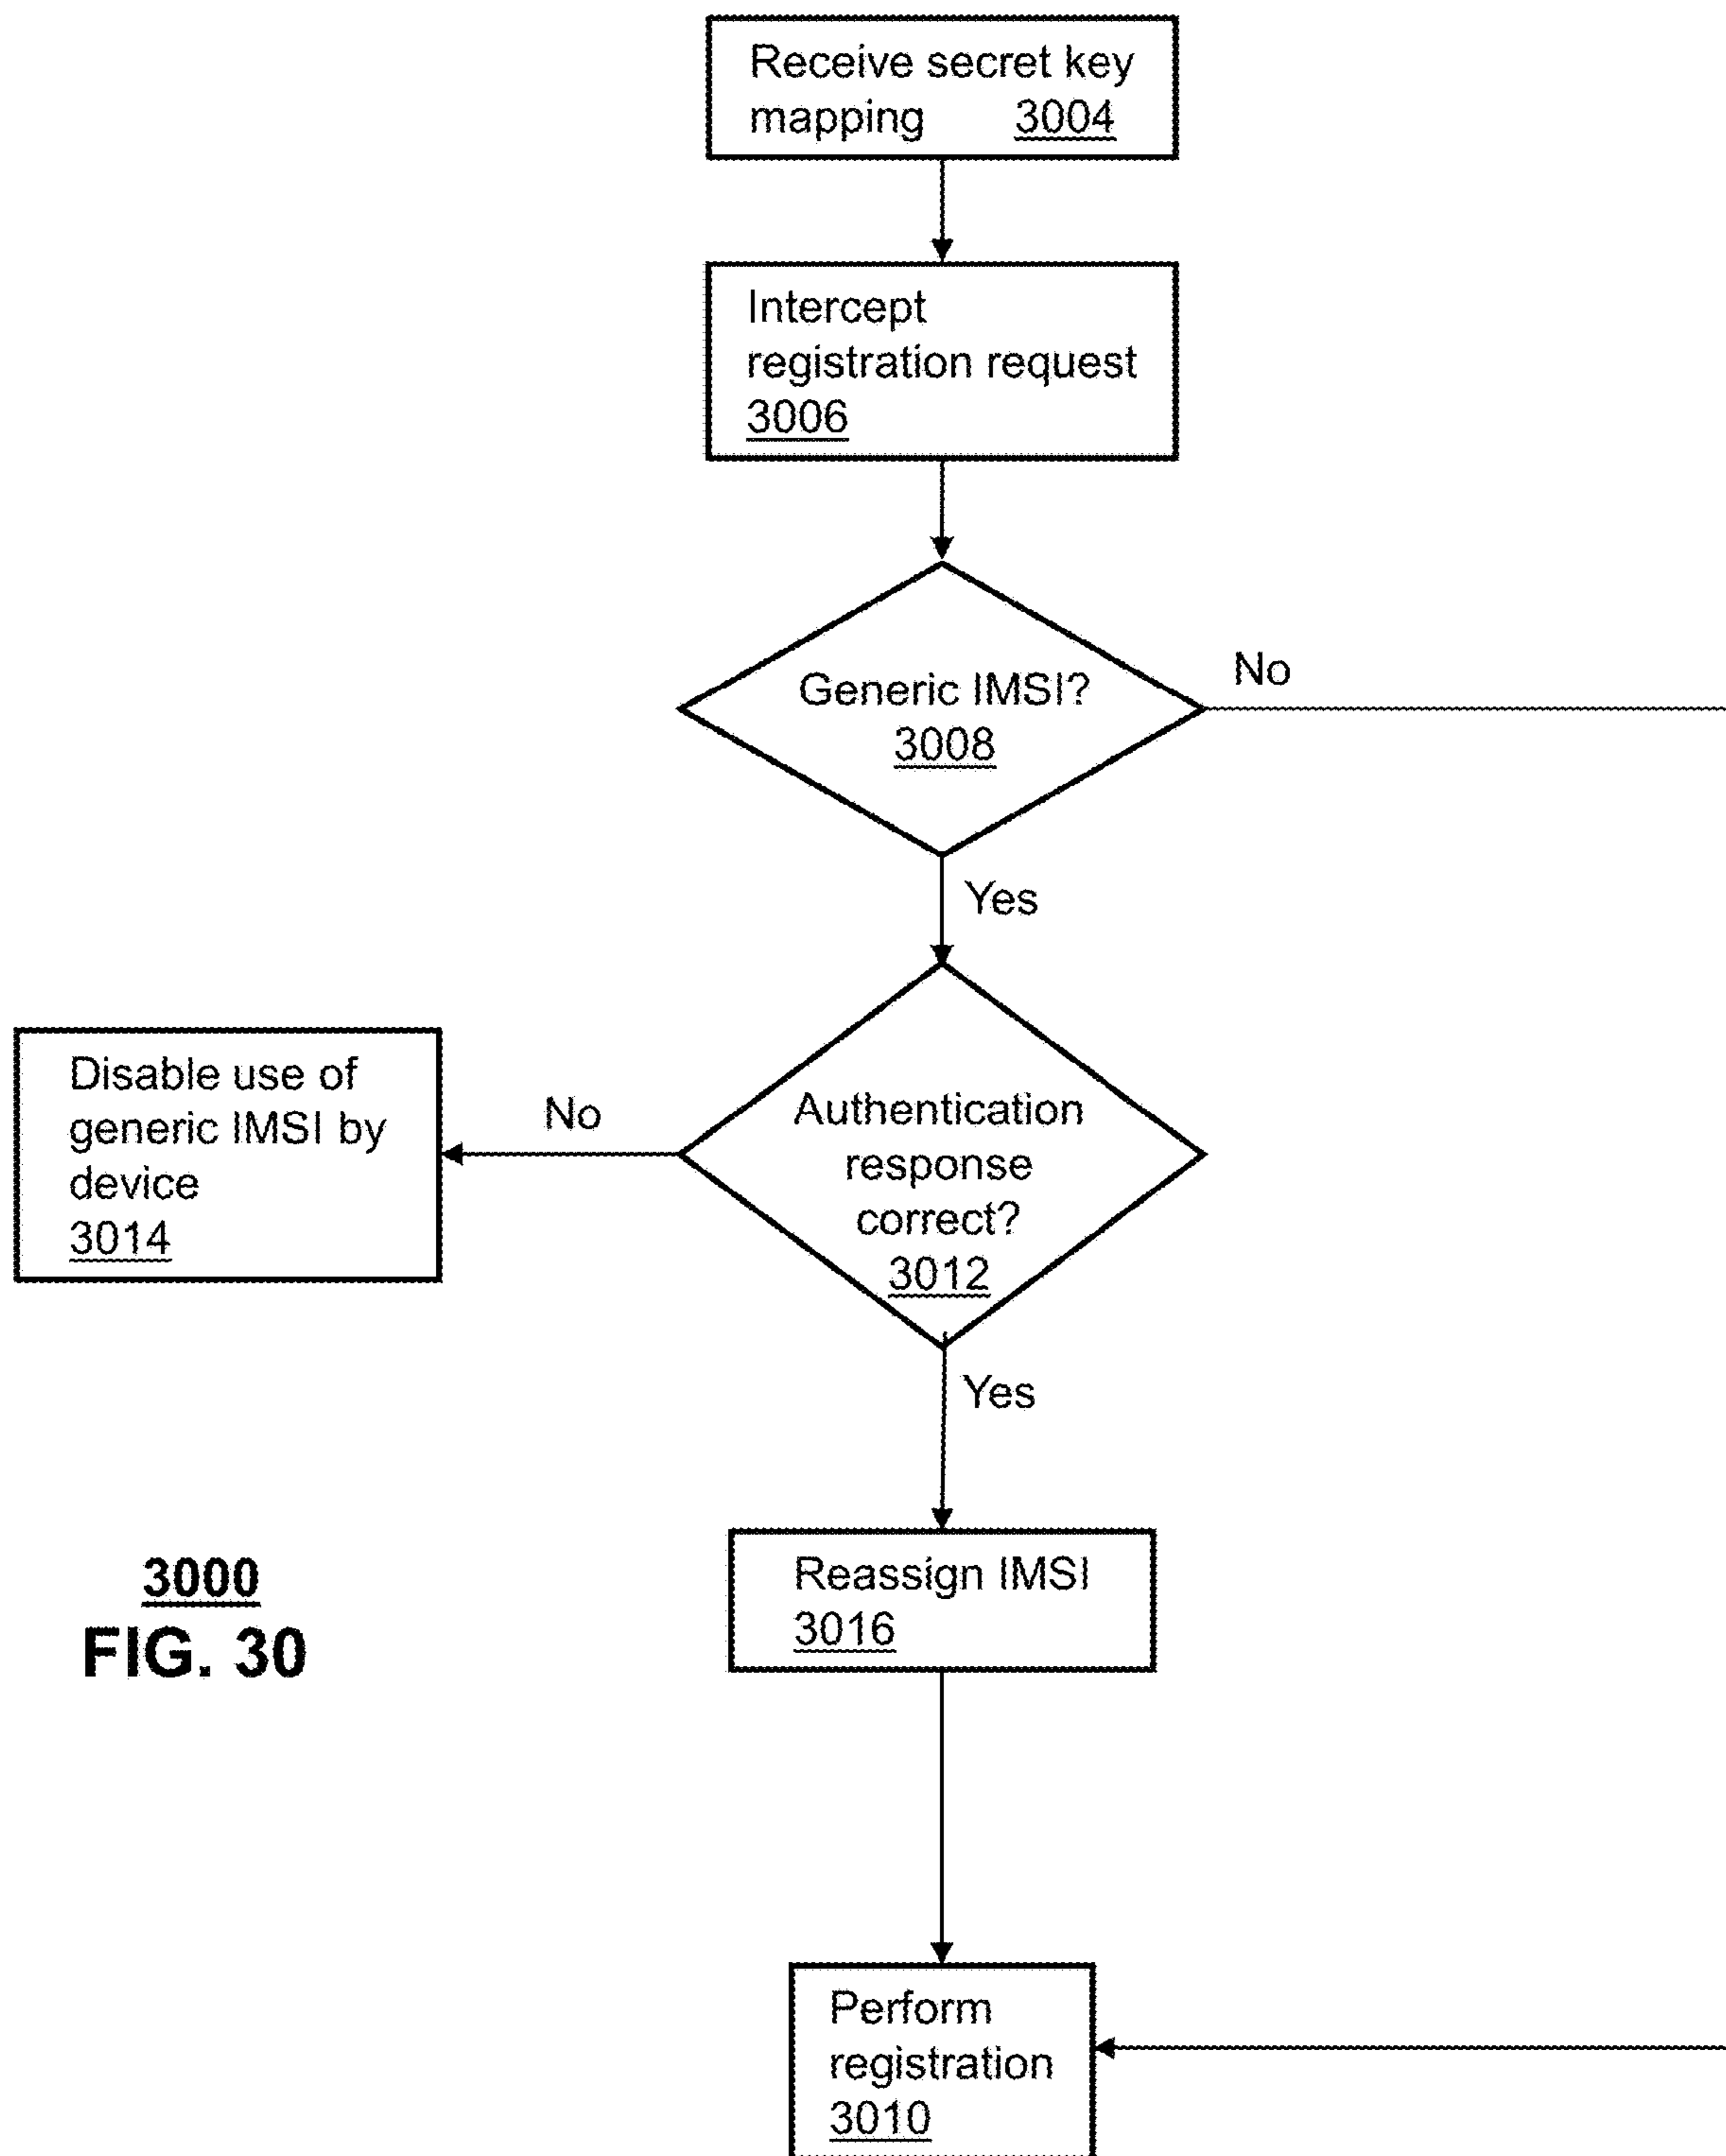 Receive secret key
mapping 3004
Intercept
registration request
3006
Generic IMSI?
3008
No
Yes
Disable use of
generic IMSI by
device
3014
No
Authentication
response
correct?
3012
Yes
Reassign IMSI
3016
3000
FIG. 30
Perform
registration
3010